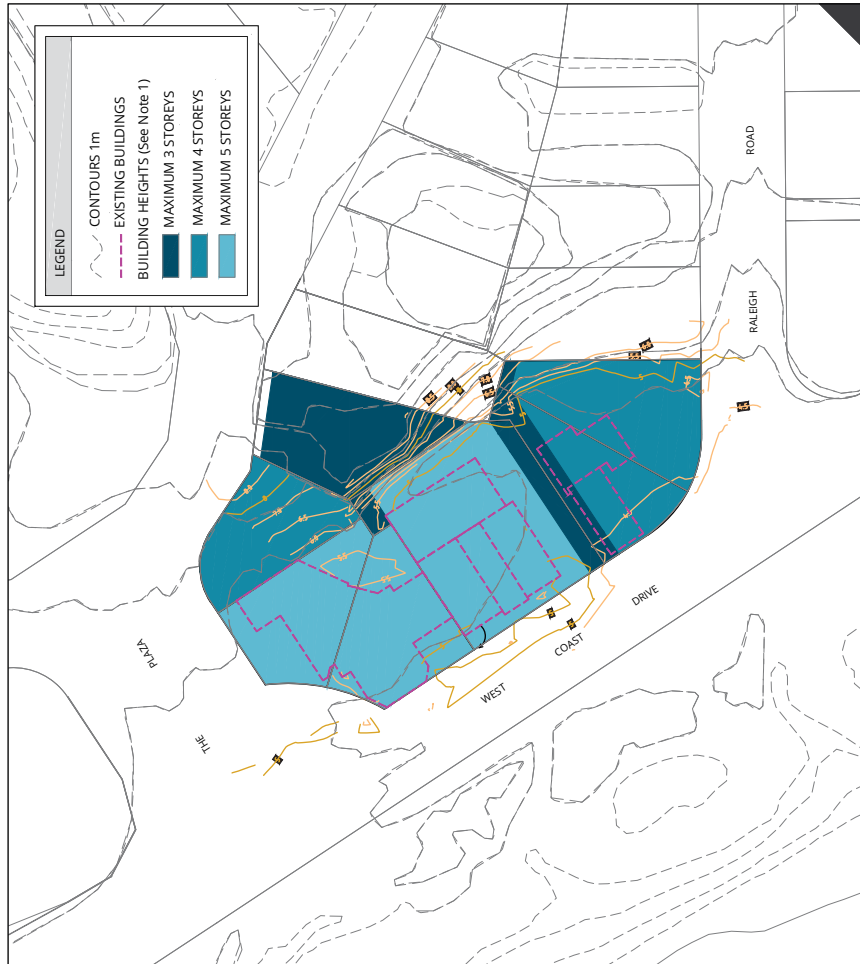 LEGEND
CONTOURS 1m
EXISTING BUILDINGS
BUILDING HEIGHTS (See Note 1)
MAXIMUM 3 STOREYS
MAXIMUM 4 STOREYS
MAXIMUM 5 STOREYS
THE
PLAZA
WEST
COAST
DRIVE
RALEIGH
ROAD